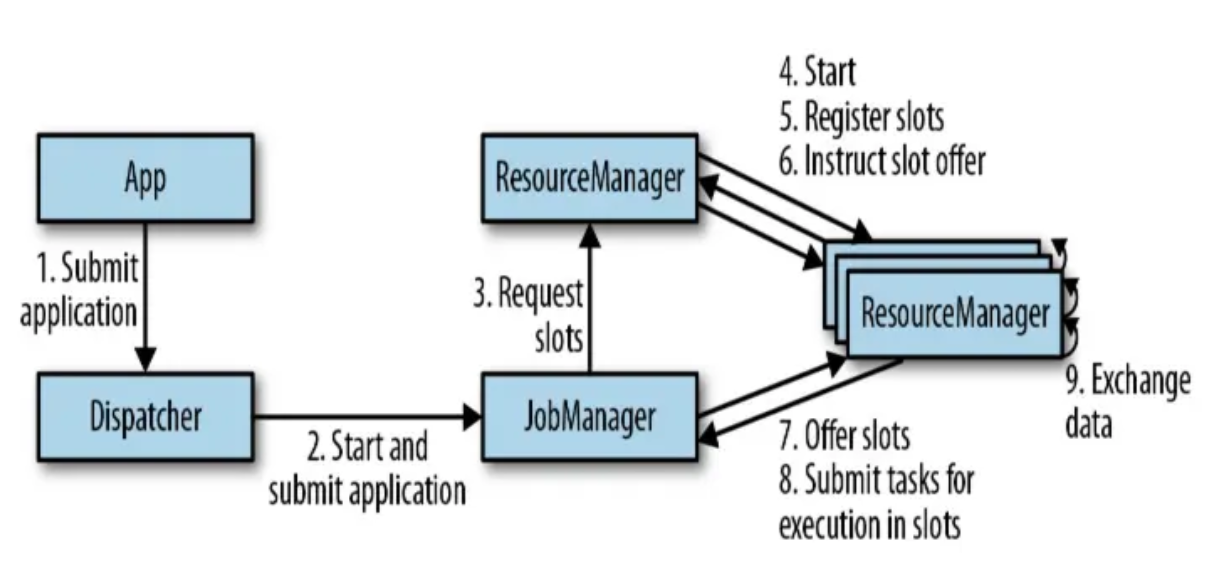 4. Start
5. Register slots
6. Instruct slot offer
App
ResourceManager
1. Submit
application
3. Request
slots
ResourceManager
9. Exchange
data
Dispatcher
JobManager
2. Start and
submit application
7. Offer slots
8. Submit tasks for
execution in slots